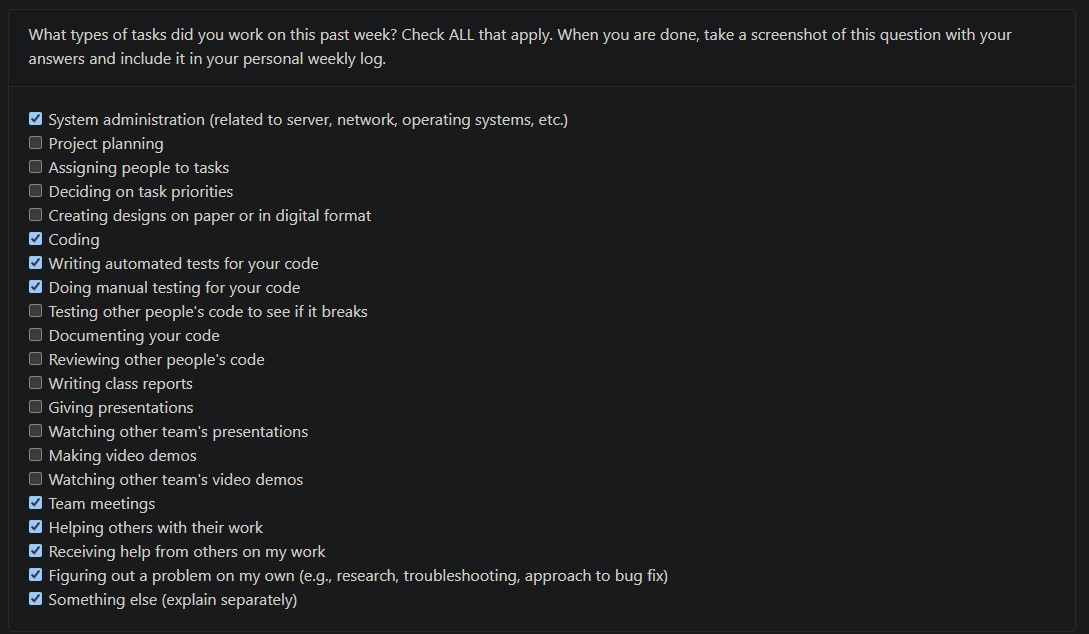 What types of tasks did you work on this past week? Check ALL that apply. When you are done, take a screenshot of this question with your
answers and include it in your personal weekly log.
System administration (related to server, network, operating systems, etc.)
Project planning
Assigning people to tasks
Deciding on task priorities
Creating designs on paper or in digital format
Coding
Writing automated tests for your code
Doing manual testing for your code
Testing other people's code to see if it breaks
Documenting your code
Reviewing other people's code
Writing class reports
Giving presentations
Watching other team's presentations
Making video demos
Watching other team's video demos
Team meetings
Helping others with their work
Receiving help from others on my work
Figuring out a problem on my own (e.g., research, troubleshooting, approach to bug fix)
Something else (explain separately)